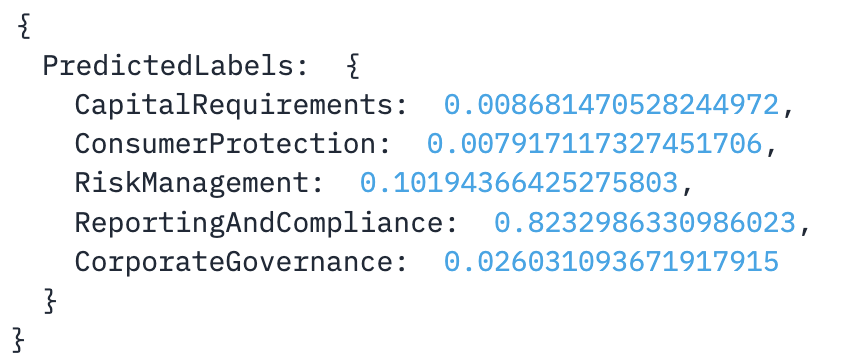 {
PredictedLabels: {
CapitalRequirements: 0.008681470528244972,
ConsumerProtection: 0.007917117327451706,
RiskManagement: 0.10194366425275803,
ReportingAndCompliance: 0.8232986330986023,
CorporateGovernance: 0.026031093671917915
}
}